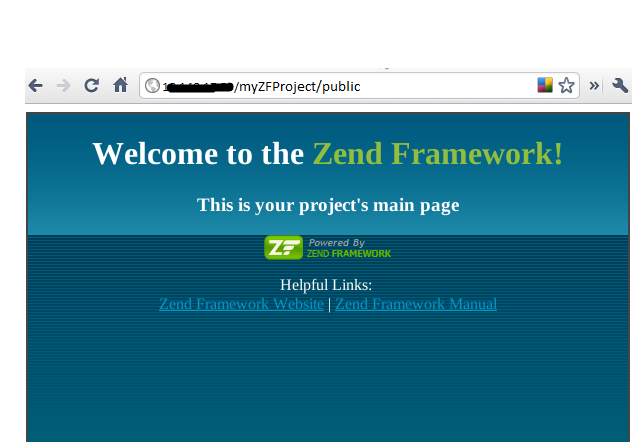 /myZFProject/public
Welcome to the Zend Framework!
This is your project's main page
ZF Powered By
ZEND FRAMEWORK
Helpful Links:
Zend Framework Website | Zend Framework Manual